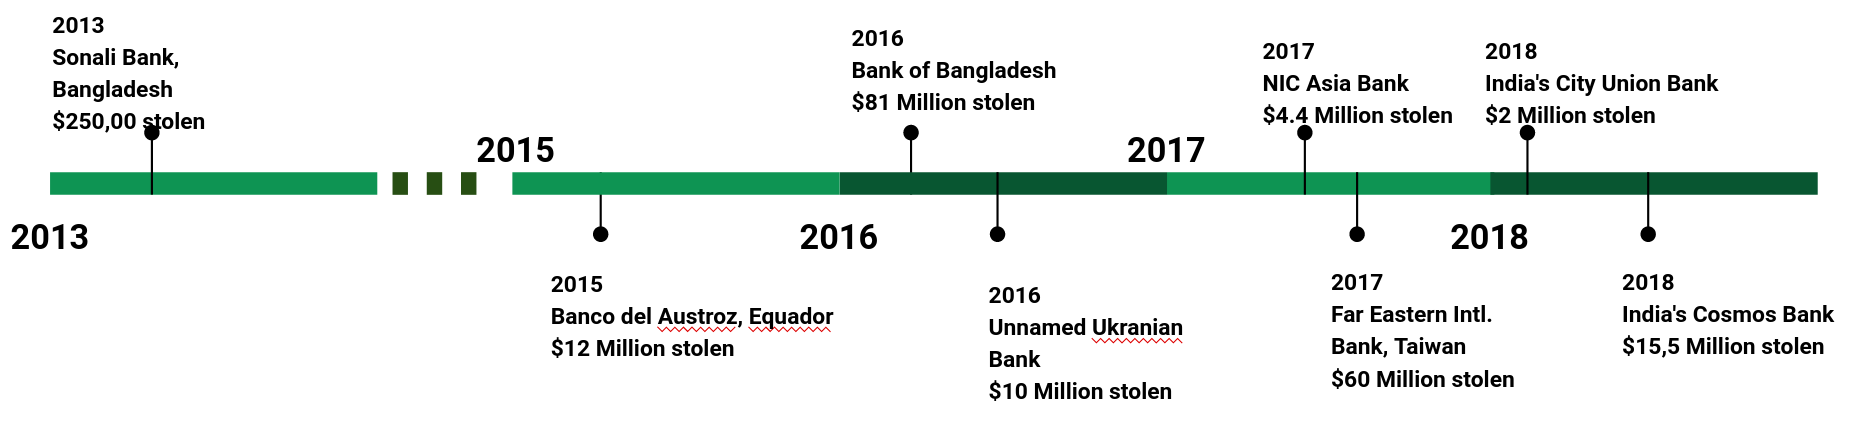 2013
Sonali Bank,
Bangladesh
$250,00 stolen
2016
Bank of Bangladesh
$81 Million stolen
2017
NIC Asia Bank
$4.4 Million stolen
2018
India's City Union Bank
$2 Million stolen
2015
2017
2013
2016
2018
2015
Banco del Austroz, Equador
$12 Million stolen
2016
Unnamed Ukranian
Bank
$10 Million stolen
2017
Far Eastern Intl.
Bank, Taiwan
$60 Million stolen
2018
India's Cosmos Bank
$15,5 Million stolen